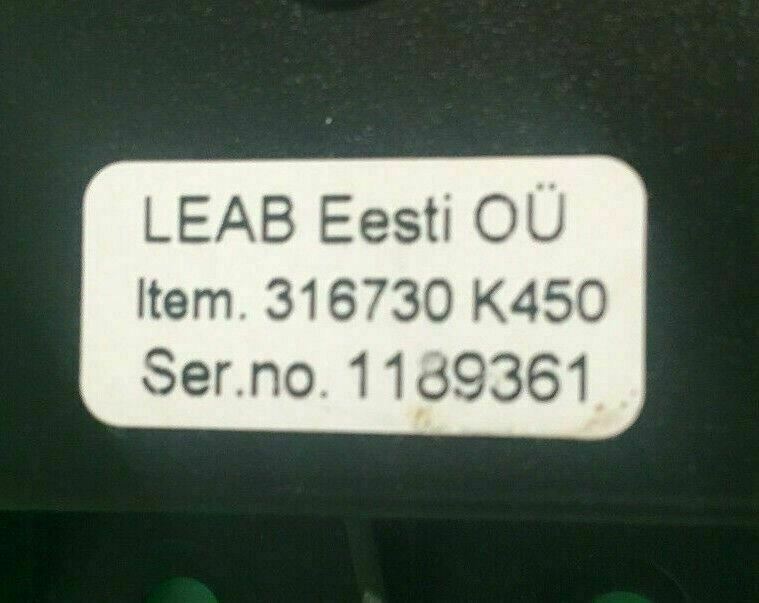 LEAB Eesti OÜ
Item. 316730 K450
Ser.no. 1189361